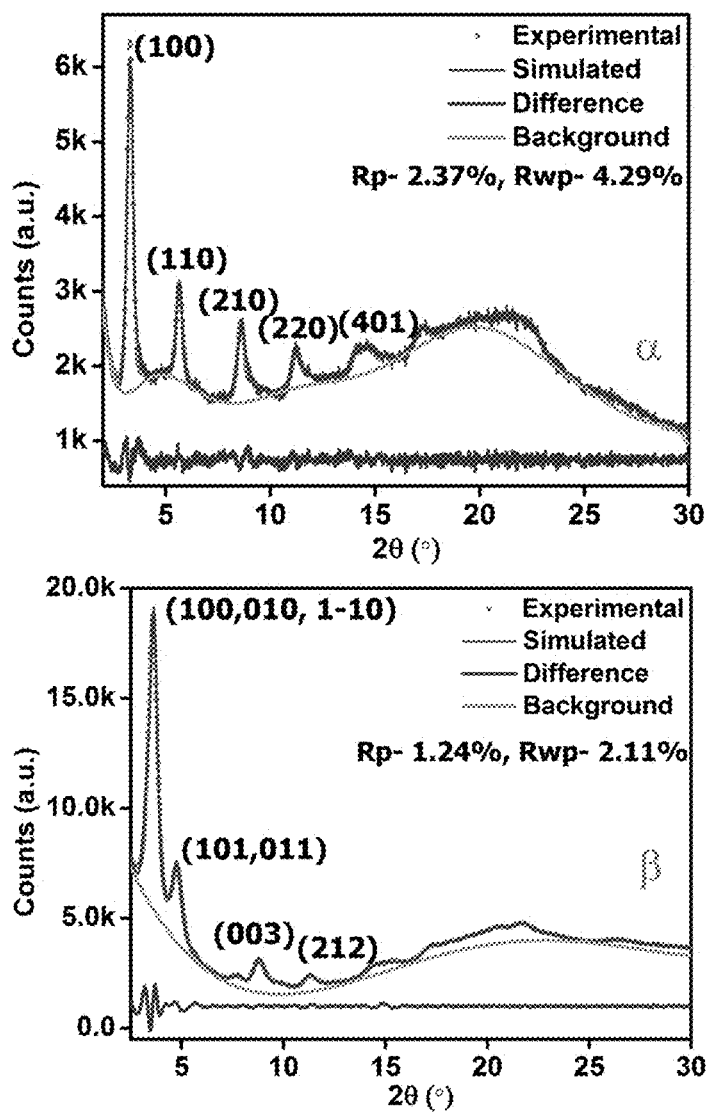 (100)
Experimental
Simulated
Difference
Background
Rp- 2.37%, Rwp- 4.29%
(110)
(210)
(220)
(401)
α
6k
5k
4k
3k
2k
1k
Counts (a.u.)
5 10 15 20 25 30
2θ (°)
(100,010, 1-10)
Experimental
Simulated
Difference
Background
Rp- 1.24%, Rwp- 2.11%
(101,011)
(003)
(212)
β
20.0k
15.0k
10.0k
5.0k
0.0
Counts (a.u.)
5 10 15 20 25 30
2θ (°)